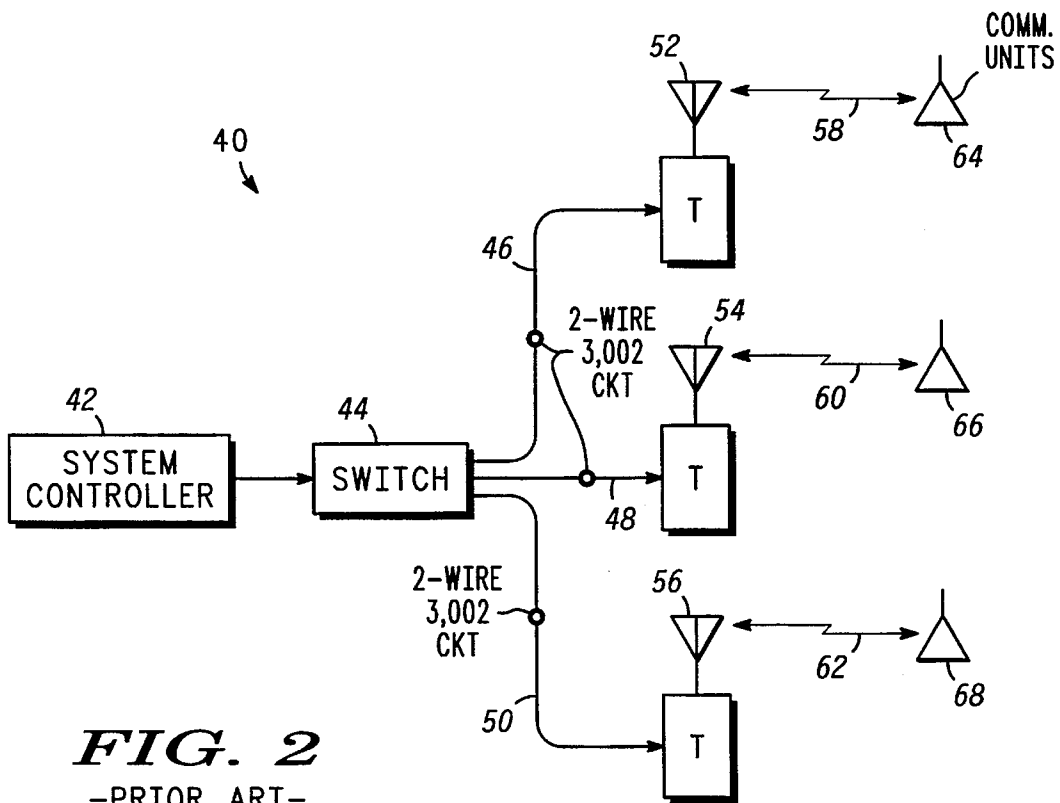 COMM.
UNITS
52
58
64
40
T
46
2-WIRE
3,002
CKT
54
60
66
42
44
SYSTEM
CONTROLLER
SWITCH
T
48
2-WIRE
3,002
CKT
56
62
68
50
T
FIG. 2
-PRIOR ART-